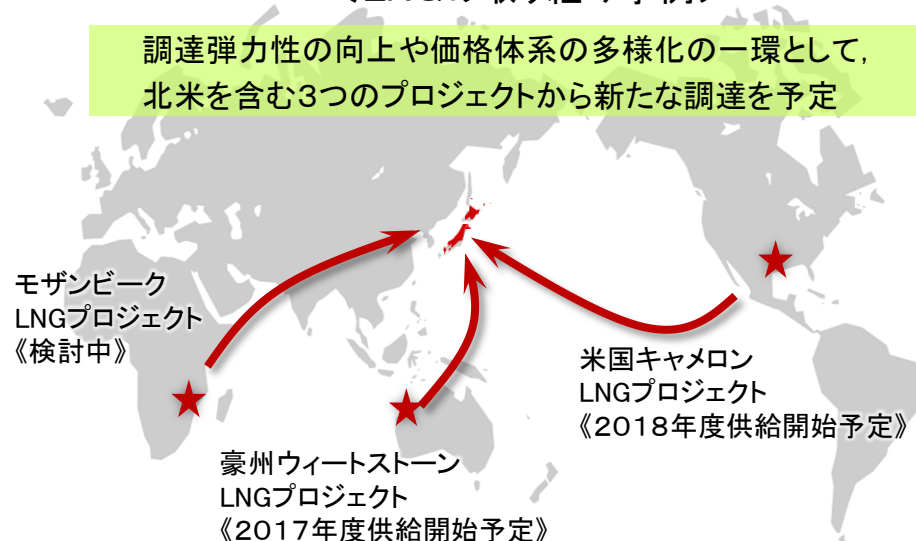 調達弾力性の向上や価格体系の多様化の一環として,
北米を含む3つのプロジェクトから新たな調達を予定
モザンビーク
LNGプロジェクト
《検討中》
米国キャメロン
LNGプロジェクト
《2018年度供給開始予定》
豪州ウィートストーン
LNGプロジェクト
《2017年度供給開始予定》